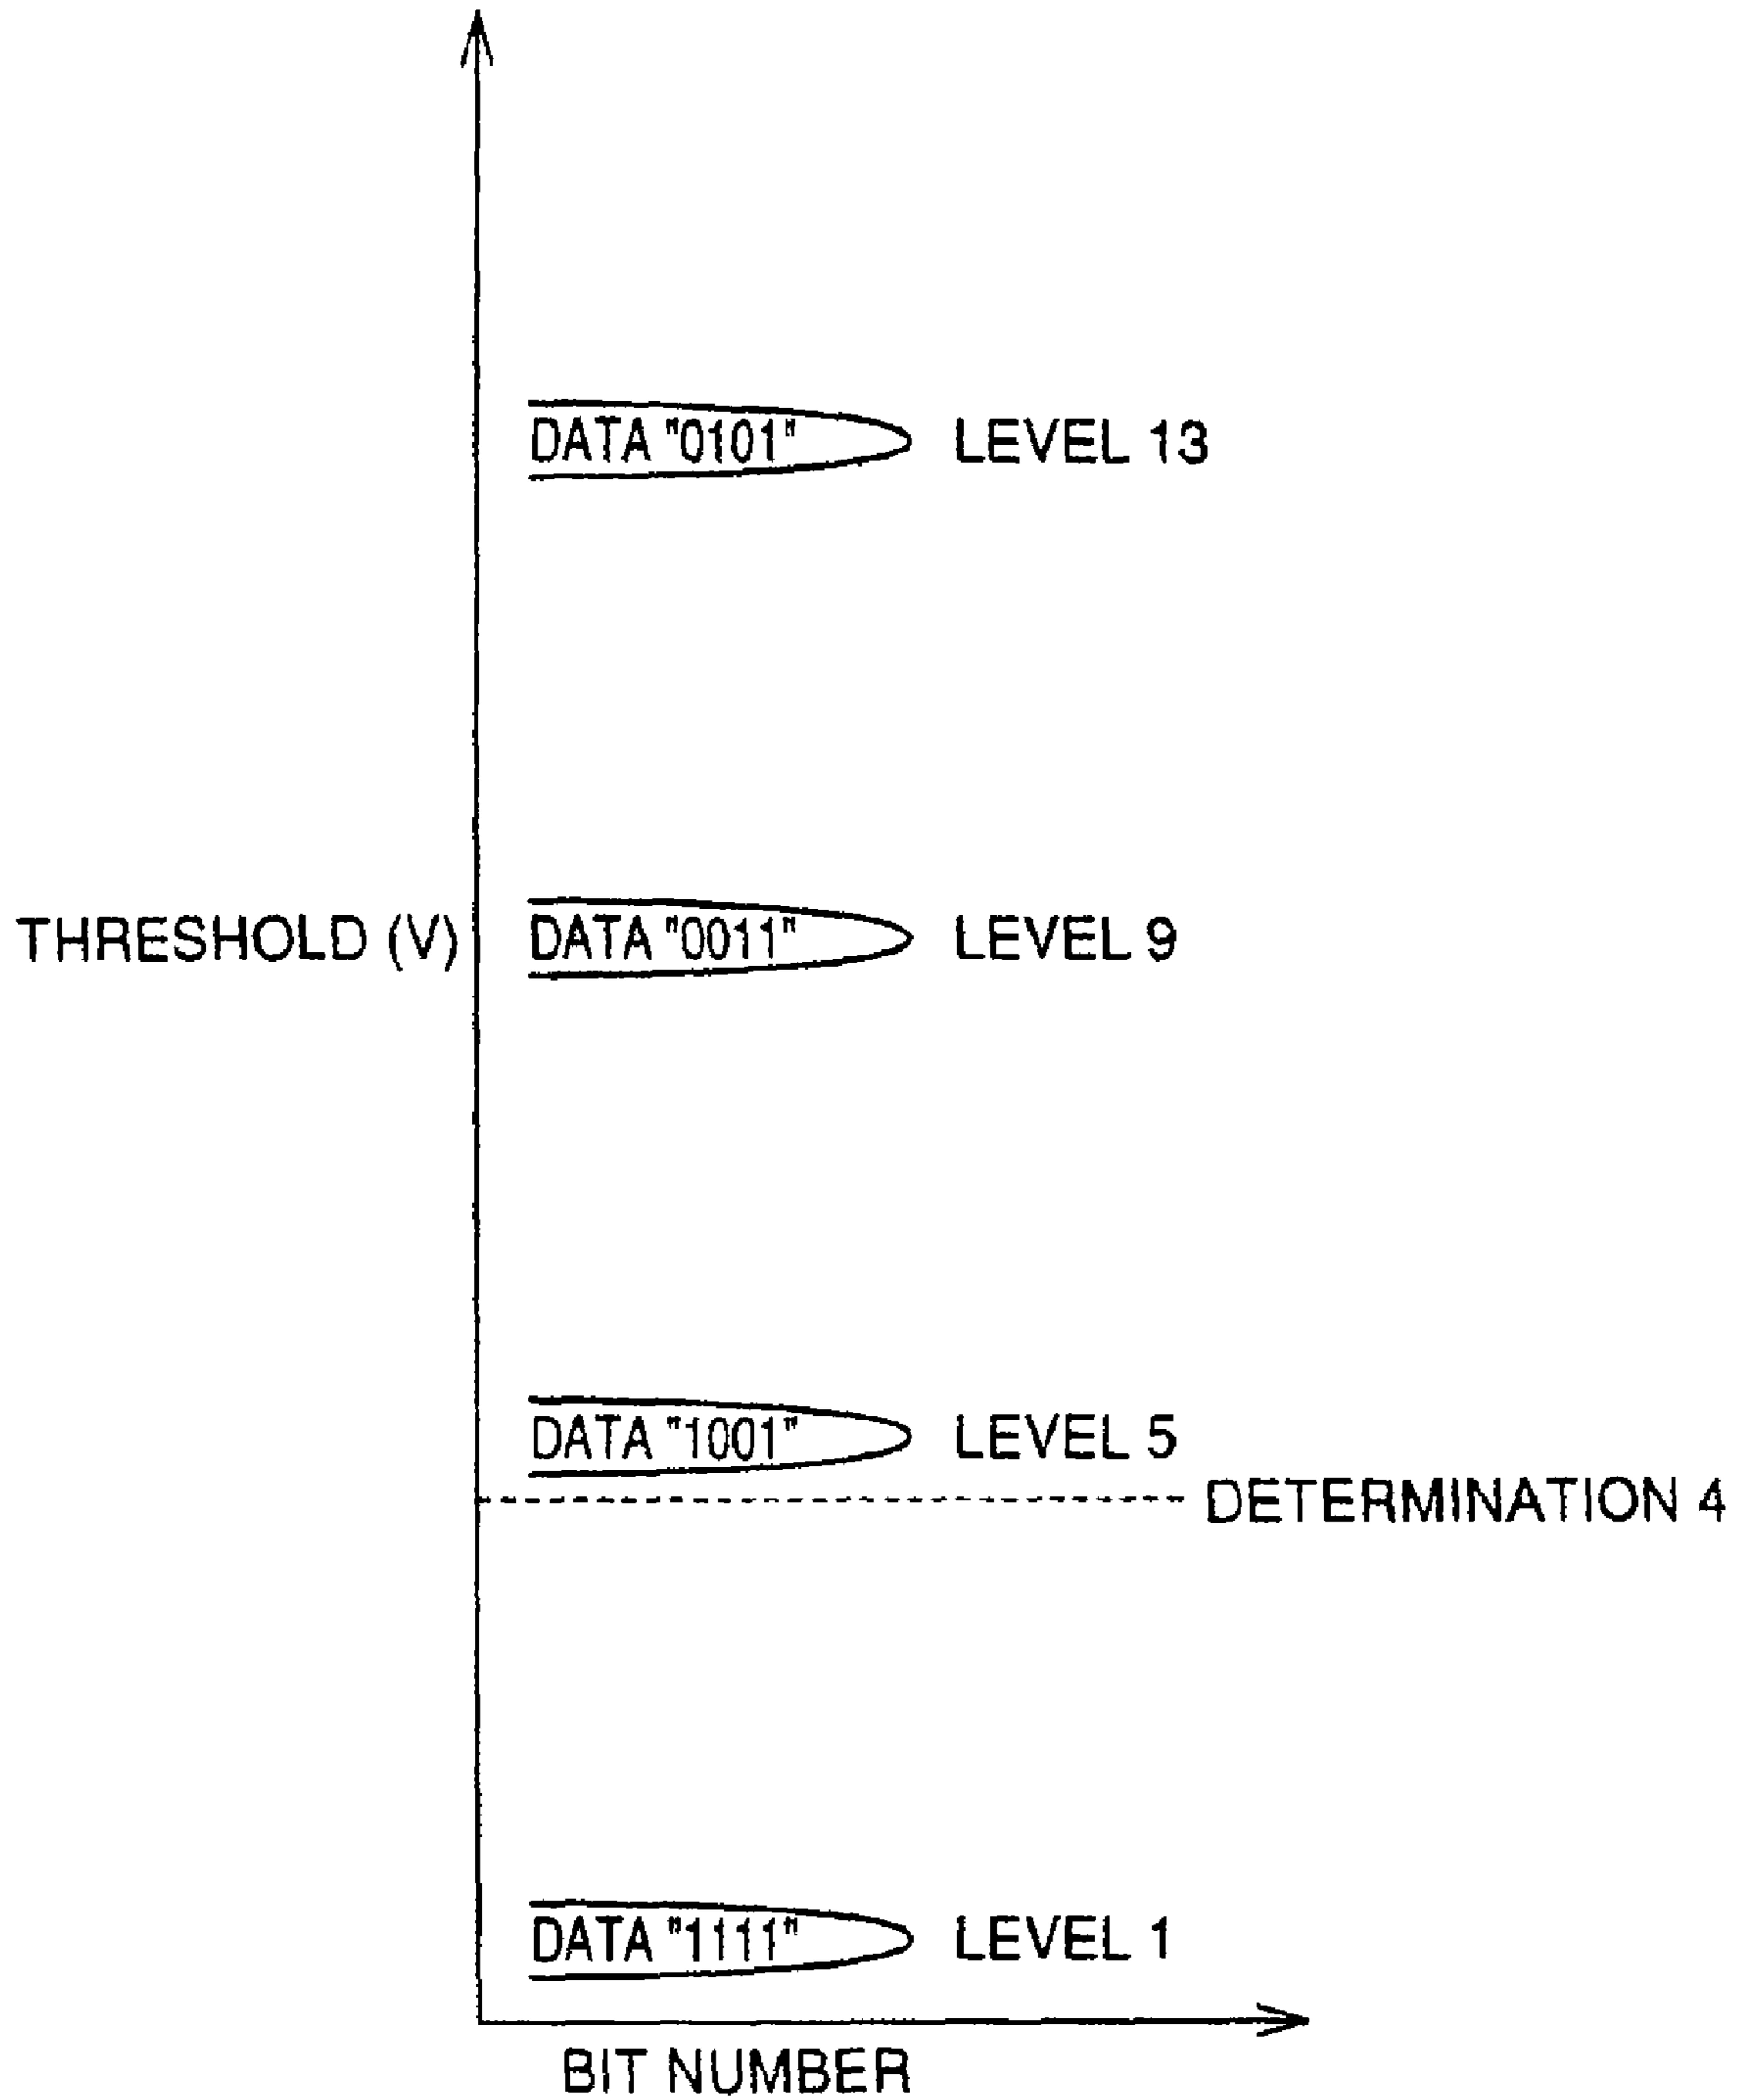 DATA "0101" LEVEL 13
THRESHOLD (V) DATA "0011" LEVEL 9
DATA "1001" LEVEL 5
DETERMINATION 4
DATA "1111" LEVEL 1
BIT NUMBER